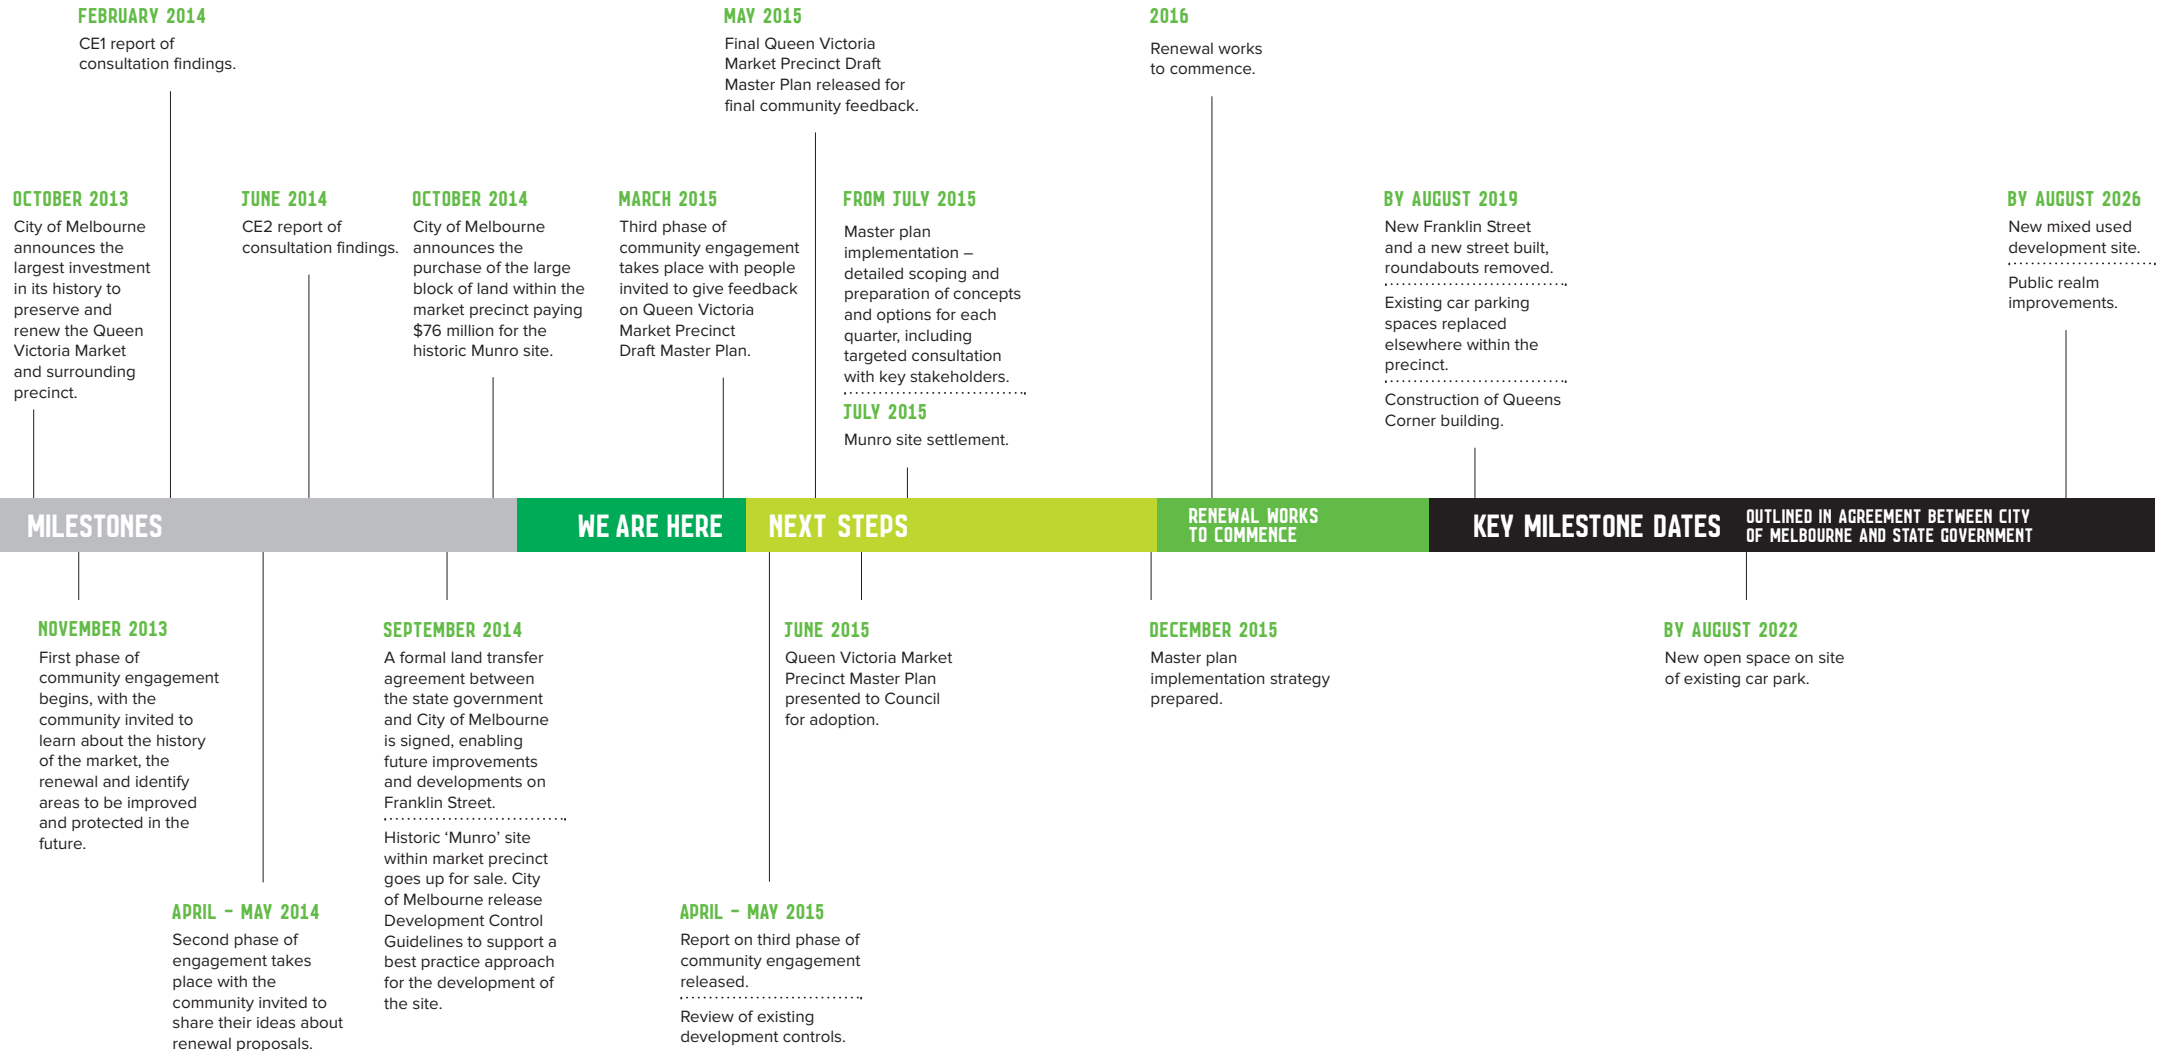 FEBRUARY 2014
CE1 report of
consultation findings.
MAY 2015
Final Queen Victoria
Market Precinct Draft
Master Plan released for
final community feedback.
2016
Renewal works
to commence.
OCTOBER 2013
City of Melbourne
announces the
largest investment
in its history to
preserve and
renew the Queen
Victoria Market
and surrounding
precinct.
JUNE 2014
CE2 report of
consultation findings.
OCTOBER 2014
City of Melbourne
announces the
purchase of the large
block of land within the
market precinct paying
$76 million for the
historic Munro site.
MARCH 2015
Third phase of
community engagement
takes place with people
invited to give feedback
on Queen Victoria
Market Precinct
Draft Master Plan.
FROM JULY 2015
Master plan
implementation –
detailed scoping and
preparation of concepts
and options for each
quarter, including
targeted consultation
with key stakeholders.
JULY 2015
Munro site settlement.
BY AUGUST 2019
New Franklin Street
and a new street built,
roundabouts removed.
Existing car parking
spaces replaced
elsewhere within the
precinct.
Construction of Queens
Corner building.
BY AUGUST 2026
New mixed used
development site.
Public realm
improvements.
MILESTONES
WE ARE HERE
NEXT STEPS
RENEWAL WORKS
TO COMMENCE
KEY MILESTONE DATES
OUTLINED IN AGREEMENT BETWEEN CITY
OF MELBOURNE AND STATE GOVERNMENT
NOVEMBER 2013
First phase of
community engagement
begins, with the
community invited to
learn about the history
of the market, the
renewal and identify
areas to be improved
and protected in the
future.
APRIL – MAY 2014
Second phase of
engagement takes
place with the
community invited to
share their ideas about
renewal proposals.
SEPTEMBER 2014
A formal land transfer
agreement between
the state government
and City of Melbourne
is signed, enabling
future improvements
and developments on
Franklin Street.
Historic ‘Munro’ site
within market precinct
goes up for sale. City
of Melbourne release
Development Control
Guidelines to support a
best practice approach
for the development of
the site.
APRIL – MAY 2015
Report on third phase of
community engagement
released.
Review of existing
development controls.
JUNE 2015
Queen Victoria Market
Precinct Master Plan
presented to Council
for adoption.
DECEMBER 2015
Master plan
implementation strategy
prepared.
BY AUGUST 2022
New open space on site
of existing car park.